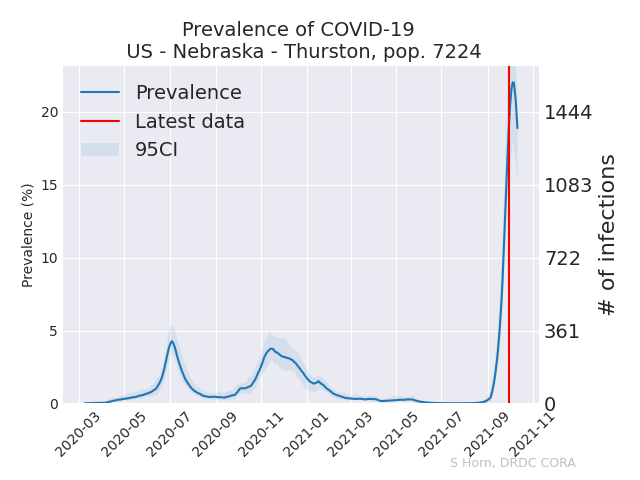 Prevalence of COVID-19
US - Nebraska - Thurston, pop. 7224
Prevalence
Latest data
95CI
Prevalence (%)
20
15
10
5
0
1444
1083
722
361
0
# of infections
2020-03
2020-05
2020-07
2020-09
2020-11
2021-01
2021-03
2021-05
2021-07
2021-09
2021-11
S Horn, DRDC CORA